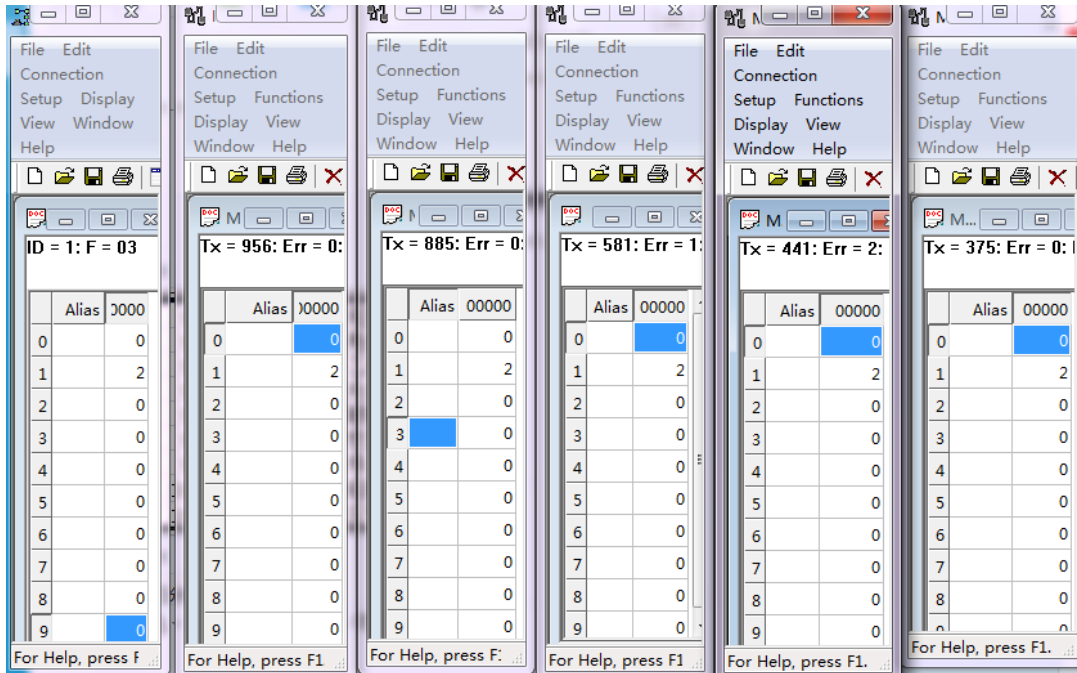 File Edit
Connection
Setup Display
View Window
Help
ID = 1: F = 03
Alias 0000
0 0
1 2
2 0
3 0
4 0
5 0
6 0
7 0
8 0
9 0
For Help, press F
File Edit
Connection
Setup Functions
Display View
Window Help
M
Tx = 956: Err = 0:
Alias 00000
0 0
1 2
2 0
3 0
4 0
5 0
6 0
7 0
8 0
9 0
For Help, press F1
File Edit
Connection
Setup Functions
Display View
Window Help
Tx = 885: Err = 0:
Alias 00000
0 0
1 2
2 0
3 0
4 0
5 0
6 0
7 0
8 0
9 0
For Help, press F
File Edit
Connection
Setup Functions
Display View
Window Help
Tx = 581: Err = 1:
Alias 00000
0 0
1 2
2 0
3 0
4 0
5 0
6 0
7 0
8 0
9 0
For Help, press F1
M
File Edit
Connection
Setup Functions
Display View
Window Help
M
Tx = 441: Err = 2:
Alias 00000
0 0
1 2
2 0
3 0
4 0
5 0
6 0
7 0
8 0
9 0
For Help, press F1.
File Edit
Connection
Setup Functions
Display View
Window Help
M...
Tx = 375: Err = 0:
Alias 00000
0 0
1 2
2 0
3 0
4 0
5 0
6 0
7 0
8 0
9 0
For Help, press F1.